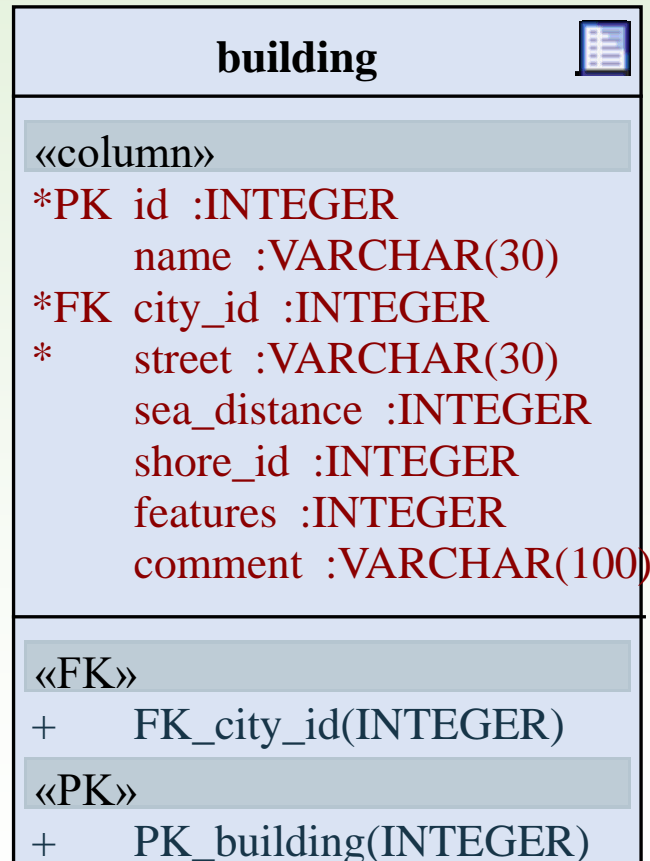 building
«column»
*PK id :INTEGER
name :VARCHAR(30)
*FK city_id :INTEGER
* street :VARCHAR(30)
sea_distance :INTEGER
shore_id :INTEGER
features :INTEGER
comment :VARCHAR(100)
«FK»
+ FK_city_id(INTEGER)
«PK»
+ PK_building(INTEGER)